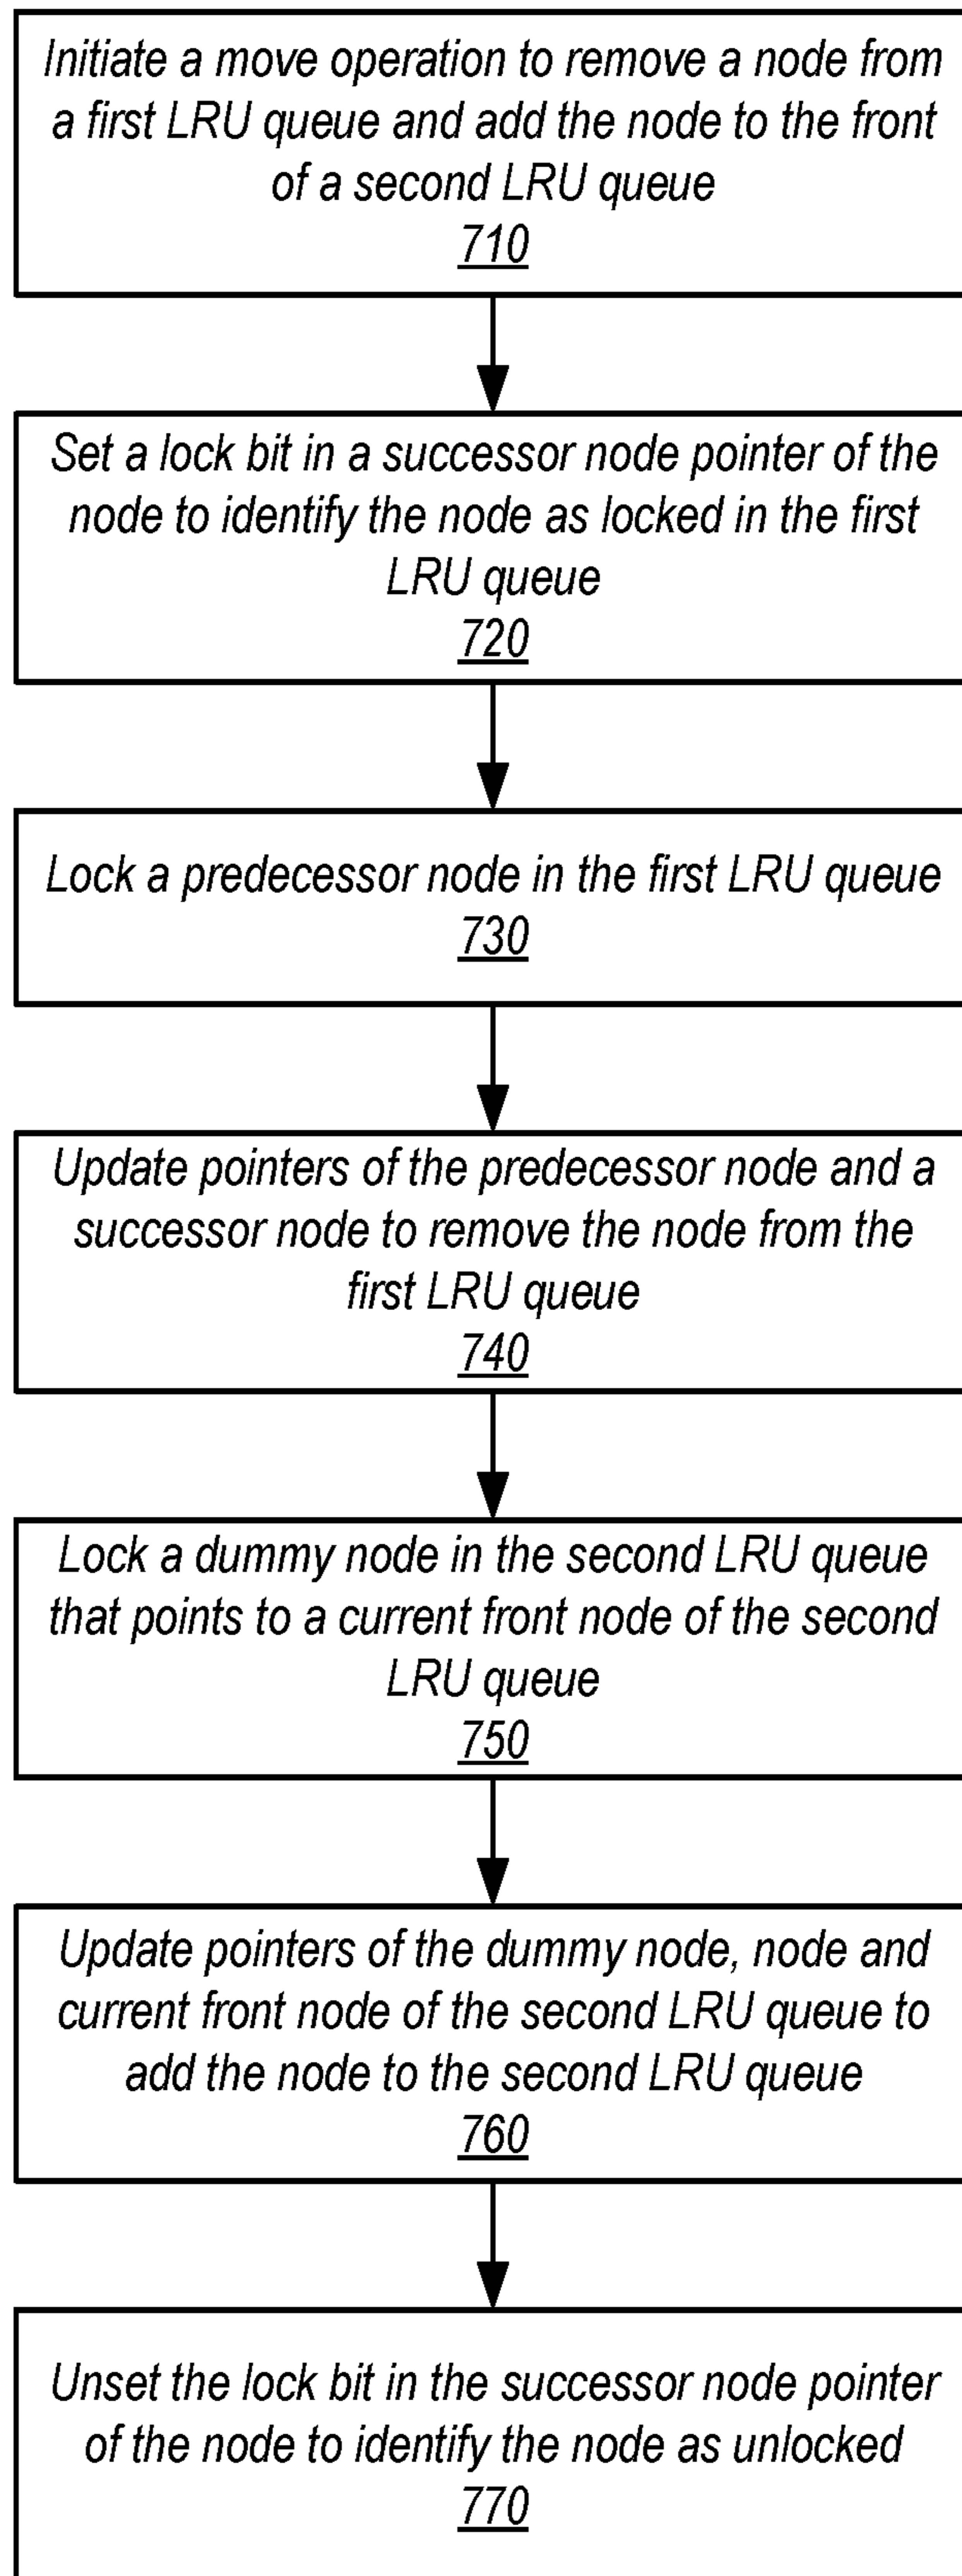 Initiate a move operation to remove a node from
a first LRU queue and add the node to the front
of a second LRU queue
710
Set a lock bit in a successor node pointer of the
node to identify the node as locked in the first
LRU queue
720
Lock a predecessor node in the first LRU queue
730
Update pointers of the predecessor node and a
successor node to remove the node from the
first LRU queue
740
Lock a dummy node in the second LRU queue
that points to a current front node of the second
LRU queue
750
Update pointers of the dummy node, node and
current front node of the second LRU queue to
add the node to the second LRU queue
760
Unset the lock bit in the successor node pointer
of the node to identify the node as unlocked
770